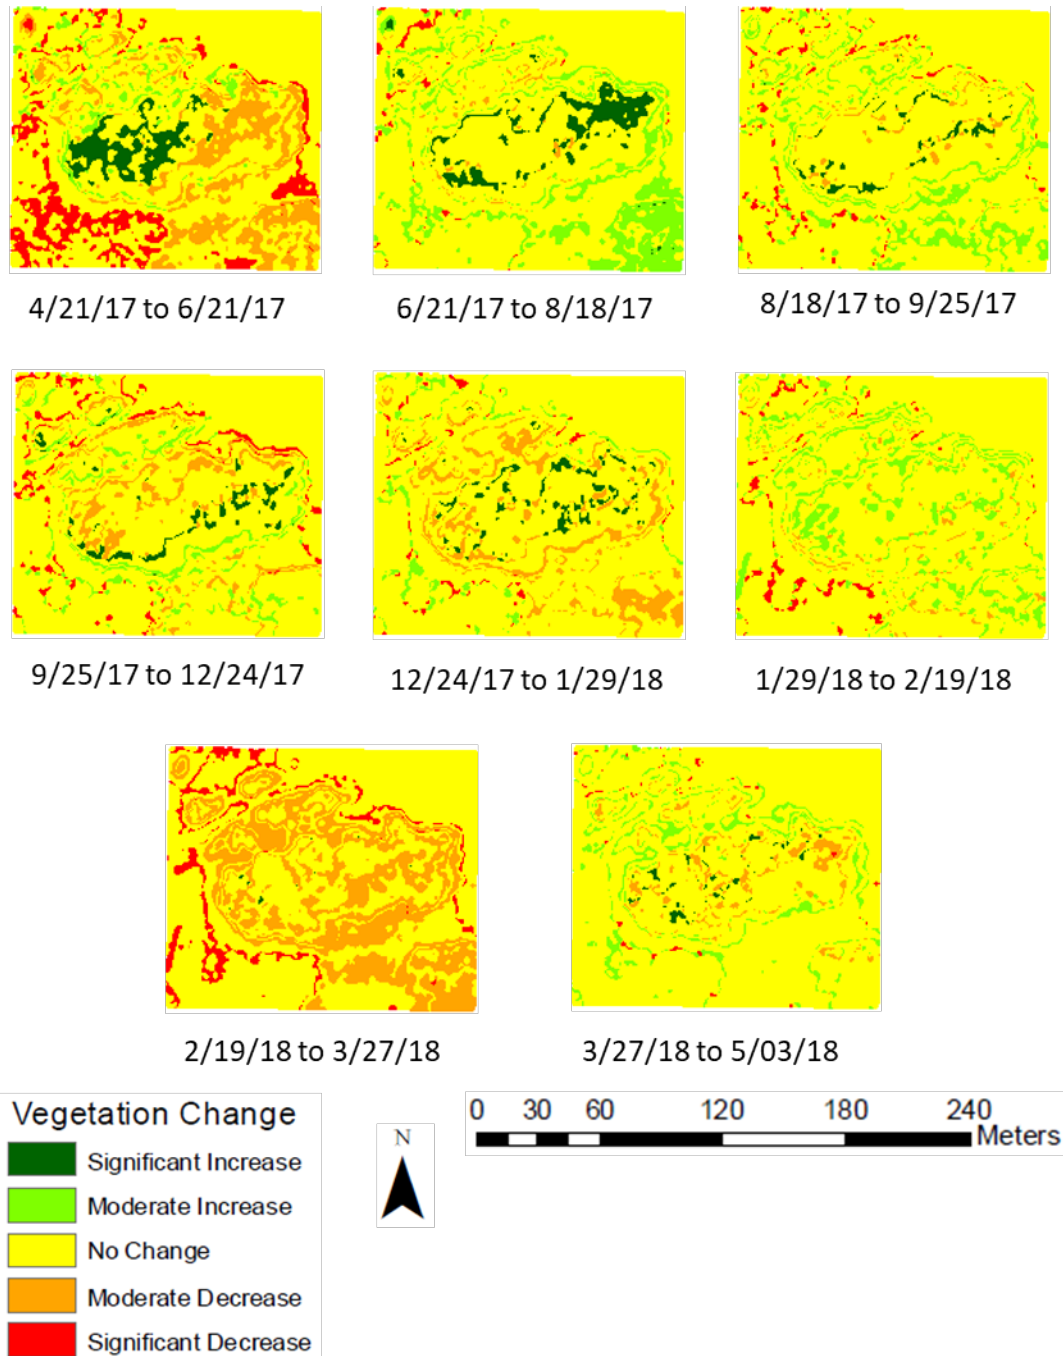 4/21/17 to 6/21/17
6/21/17 to 8/18/17
8/18/17 to 9/25/17
9/25/17 to 12/24/17
12/24/17 to 1/29/18
1/29/18 to 2/19/18
2/19/18 to 3/27/18
3/27/18 to 5/03/18
Vegetation Change
Significant Increase
Moderate Increase
No Change
Moderate Decrease
Significant Decrease
N
0 30 60 120 180 240
Meters